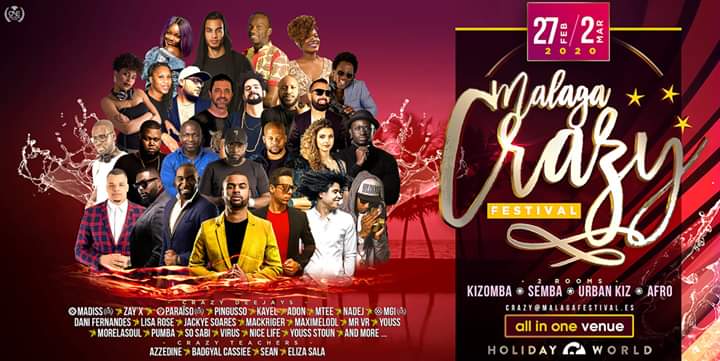 CRAZY DEEJAYS
MADISS ZAY'X PARAÍSO PINGUSSO KAYEL ADON MTEE NADEJ MGI
DANI FERNANDES LISA ROSE JACKYE SOARES MACKRIGER MAXIMELODL MR VR YOUSS
MORELASOUL PUMBA SO SABI VIRUS NICE LIFE YOUSS STOUN AND MORE ...
CRAZY TEACHERS
AZZEDINE BADGYAL CASSIEE SEAN ELIZA SALA
27 FEB / 2 MAR
2020
Malaga
Crazy
FESTIVAL
2 ROOMS
KIZOMBA SEMBA URBAN KIZ AFRO
CRAZY@MALAGAFESTIVAL.ES
all in one venue
HOLIDAY WORLD